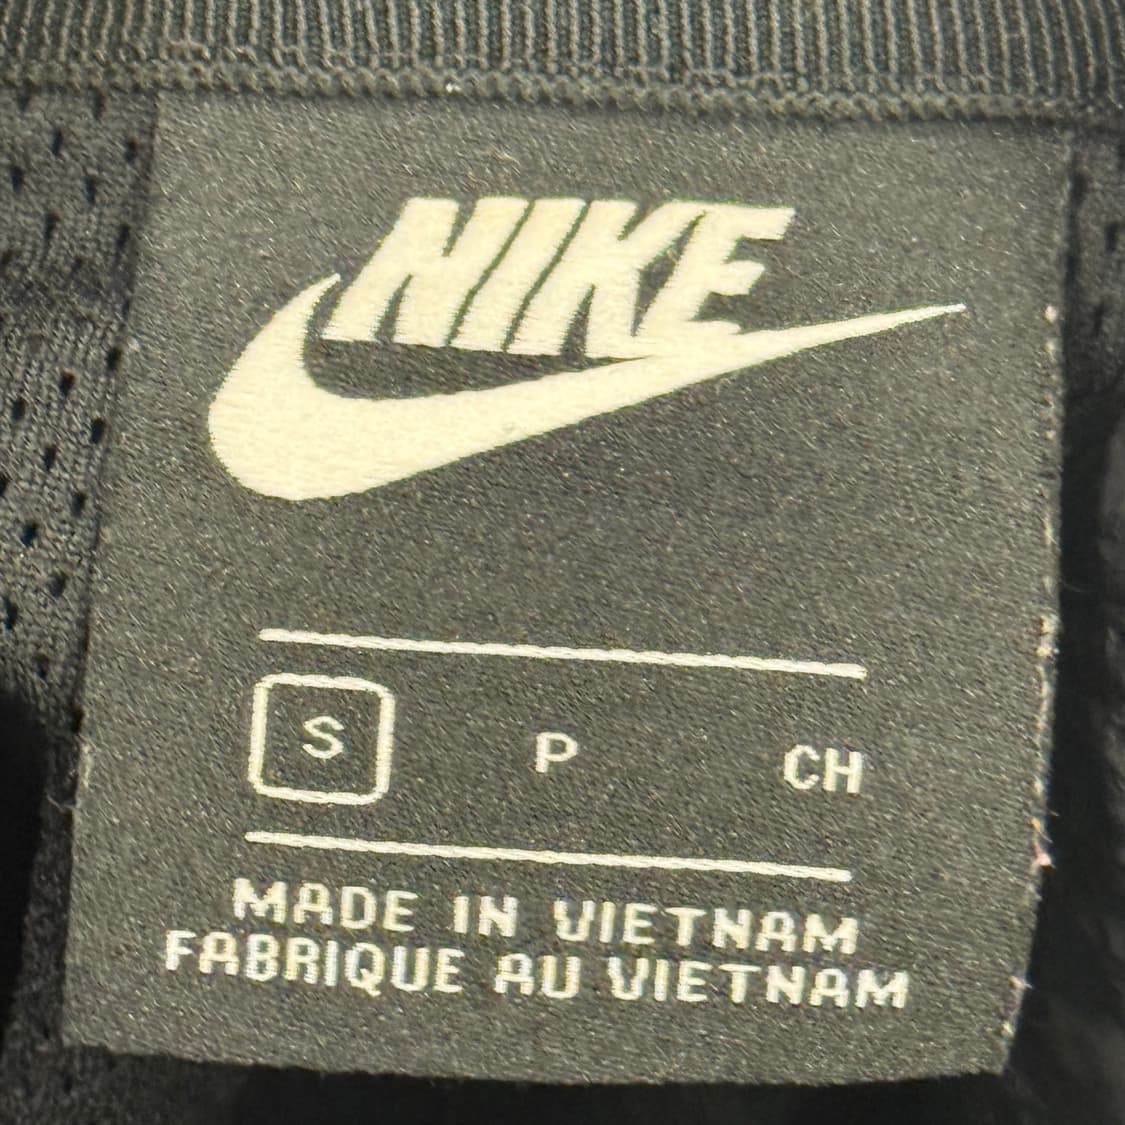 NIKE
S P CH
MADE IN VIETNAM
FABRIQUE AU VIETNAM